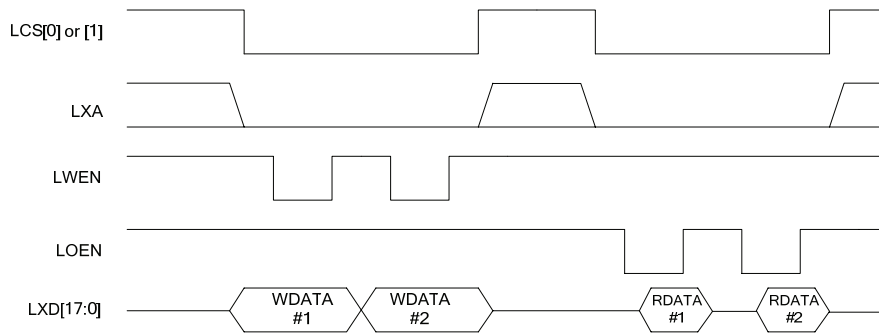 LCS[0] or [1]
LXA
LWEN
LOEN
LXD[17:0]
WDATA
#1
WDATA
#2
RDATA
#1
RDATA
#2